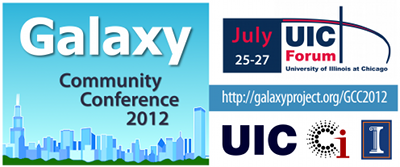 Galaxy
Community
Conference
2012
July
25-27
UIC
Forum
University of Illinois at Chicago
http://galaxyproject.org/GCC2012
UIC
Ci
I